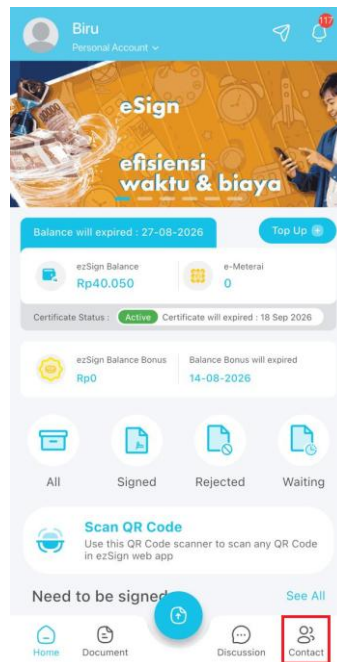 Biru
Personal Account
117
eSign
efisiensi
waktu & biaya
Balance will expired : 27-08-2026
Top Up
ezSign Balance
Rp40.050
e-Meterai
0
Certificate Status : Active Certificate will expired : 18 Sep 2026
ezSign Balance Bonus
Rp0
Balance Bonus will expired
14-08-2026
All
Signed
Rejected
Waiting
Scan QR Code
Use this QR Code scanner to scan any QR Code
in ezSign web app
Need to be signed
See All
Home
Document
Discussion
Contact